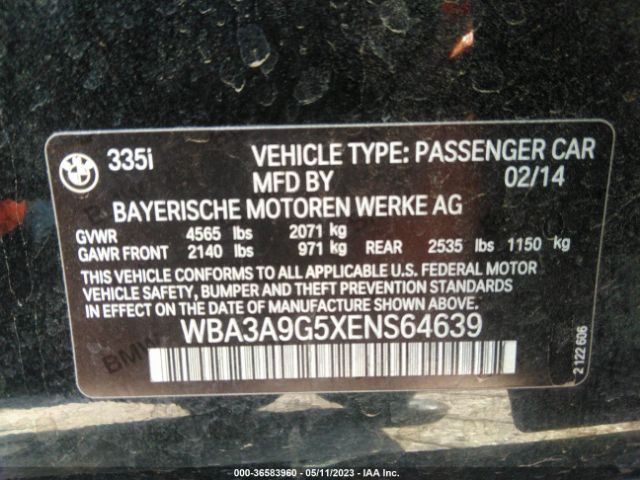 BMW 335i VEHICLE TYPE: PASSENGER CAR
MFD BY 02/14
BAYERISCHE MOTOREN WERKE AG
GVWR 4565 lbs 2071 kg
GAWR FRONT 2140 lbs 971 kg REAR 2535 lbs 1150 kg
THIS VEHICLE CONFORMS TO ALL APPLICABLE U.S. FEDERAL MOTOR
VEHICLE SAFETY, BUMPER AND THEFT PREVENTION STANDARDS
IN EFFECT ON THE DATE OF MANUFACTURE SHOWN ABOVE.
WBA3A9G5XENS64639
BMW
2 122 606
000-36583960 - 05/11/2023 - IAA Inc.